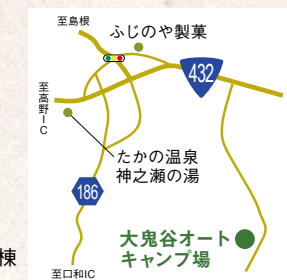 至島根
ふじのや製菓
432
至高野IC
たかの温泉
神之瀬の湯
186
大鬼谷オート
キャンプ場
棟
至口和IC